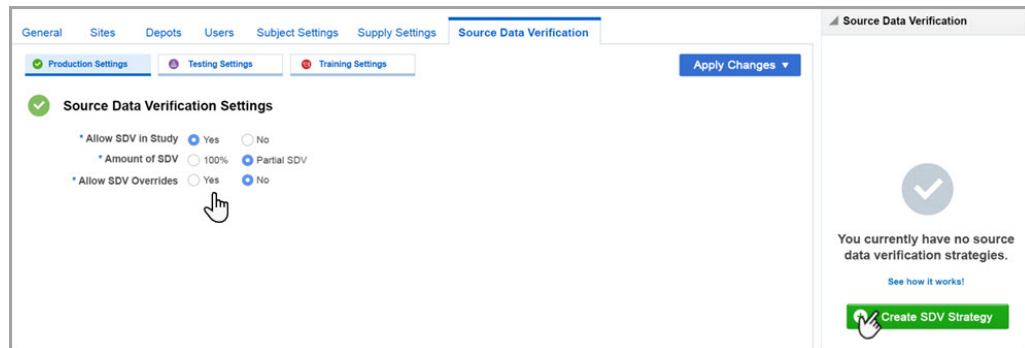 General Sites Depots Users Subject Settings Supply Settings Source Data Verification
Production Settings Testing Settings Training Settings Apply Changes
Source Data Verification Settings
* Allow SDV in Study Yes No
* Amount of SDV 100% Partial SDV
* Allow SDV Overrides Yes No
Source Data Verification
You currently have no source
data verification strategies.
See how it works!
Create SDV Strategy